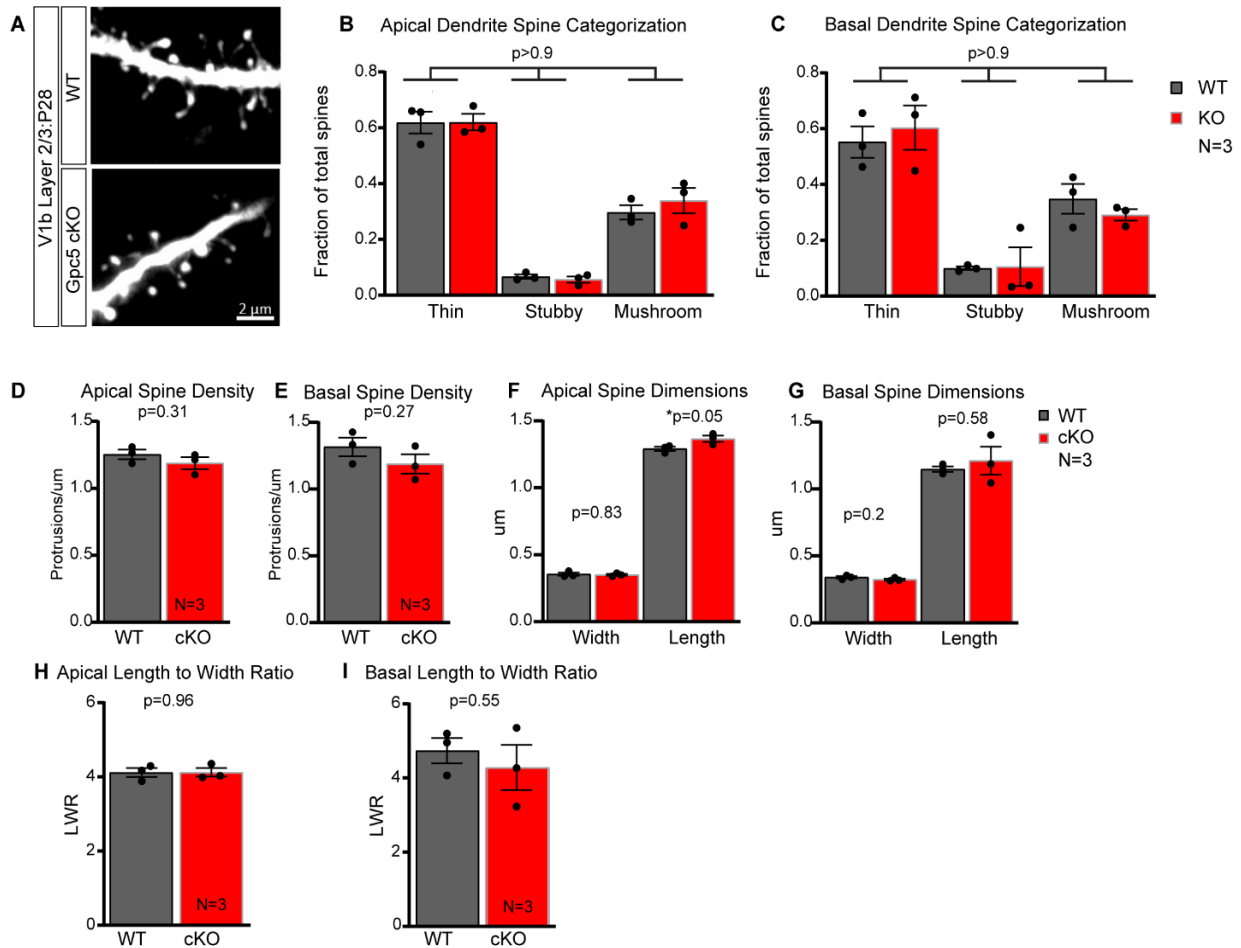 A
V1b Layer 2/3:P28
WT
Gpc5 cKO
2 µm
B
Apical Dendrite Spine Categorization
p>0.9
Fraction of total spines
0.8
0.6
0.4
0.2
0.0
Thin
Stubby
Mushroom
C
Basal Dendrite Spine Categorization
p>0.9
Fraction of total spines
0.8
0.6
0.4
0.2
0.0
Thin
Stubby
Mushroom
WT
KO
N=3
D
Apical Spine Density
p=0.31
Protrusions/um
1.5
1.0
0.5
0.0
N=3
WT
cKO
E
Basal Spine Density
p=0.27
Protrusions/um
1.5
1.0
0.5
0.0
N=3
WT
cKO
F
Apical Spine Dimensions
*p=0.05
p=0.83
um
1.5
1.0
0.5
0.0
Width
Length
G
Basal Spine Dimensions
p=0.58
p=0.2
um
1.5
1.0
0.5
0.0
Width
Length
WT
cKO
N=3
H Apical Length to Width Ratio
p=0.96
LWR
6
4
2
0
N=3
WT
cKO
I Basal Length to Width Ratio
p=0.55
LWR
6
4
2
0
N=3
WT
cKO